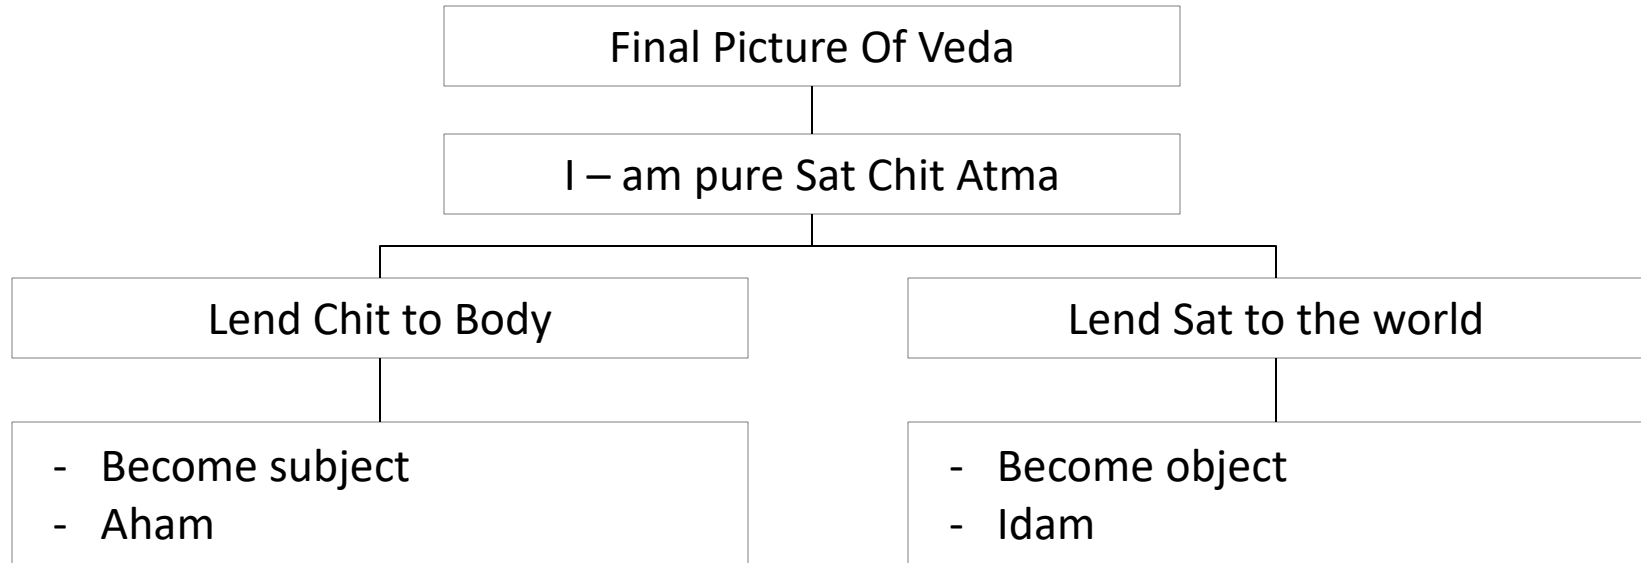 Final Picture Of Veda
I – am pure Sat Chit Atma
Lend Chit to Body
Lend Sat to the world
- Become subject
- Aham
- Become object
- Idam